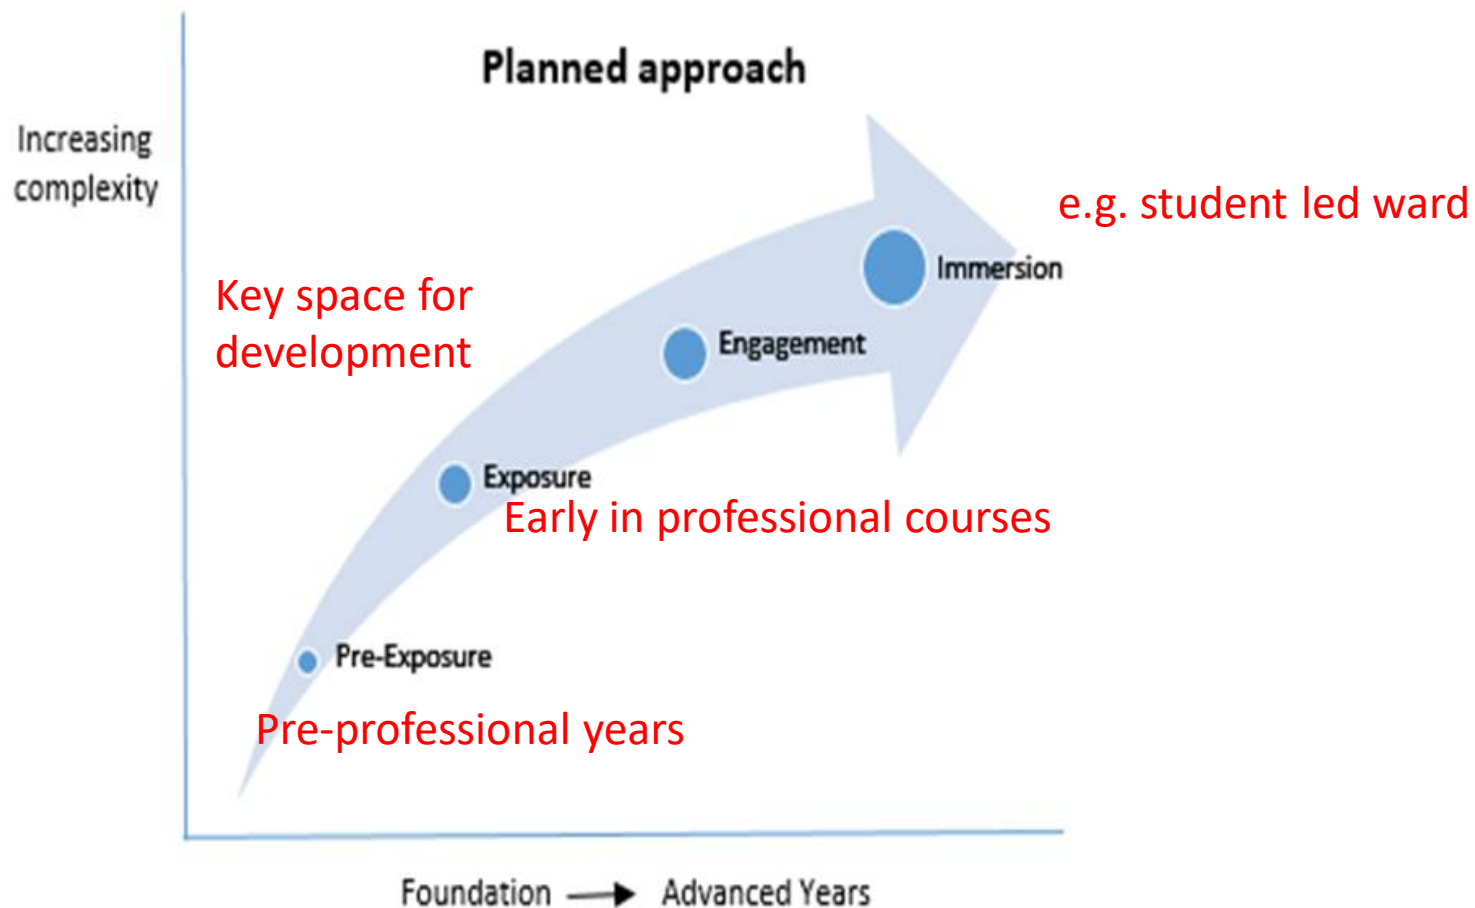 Planned approach
Increasing
complexity
e.g. student led ward
Immersion
Key space for
development
Engagement
Exposure
Early in professional courses
Pre-Exposure
Pre-professional years
Foundation → Advanced Years